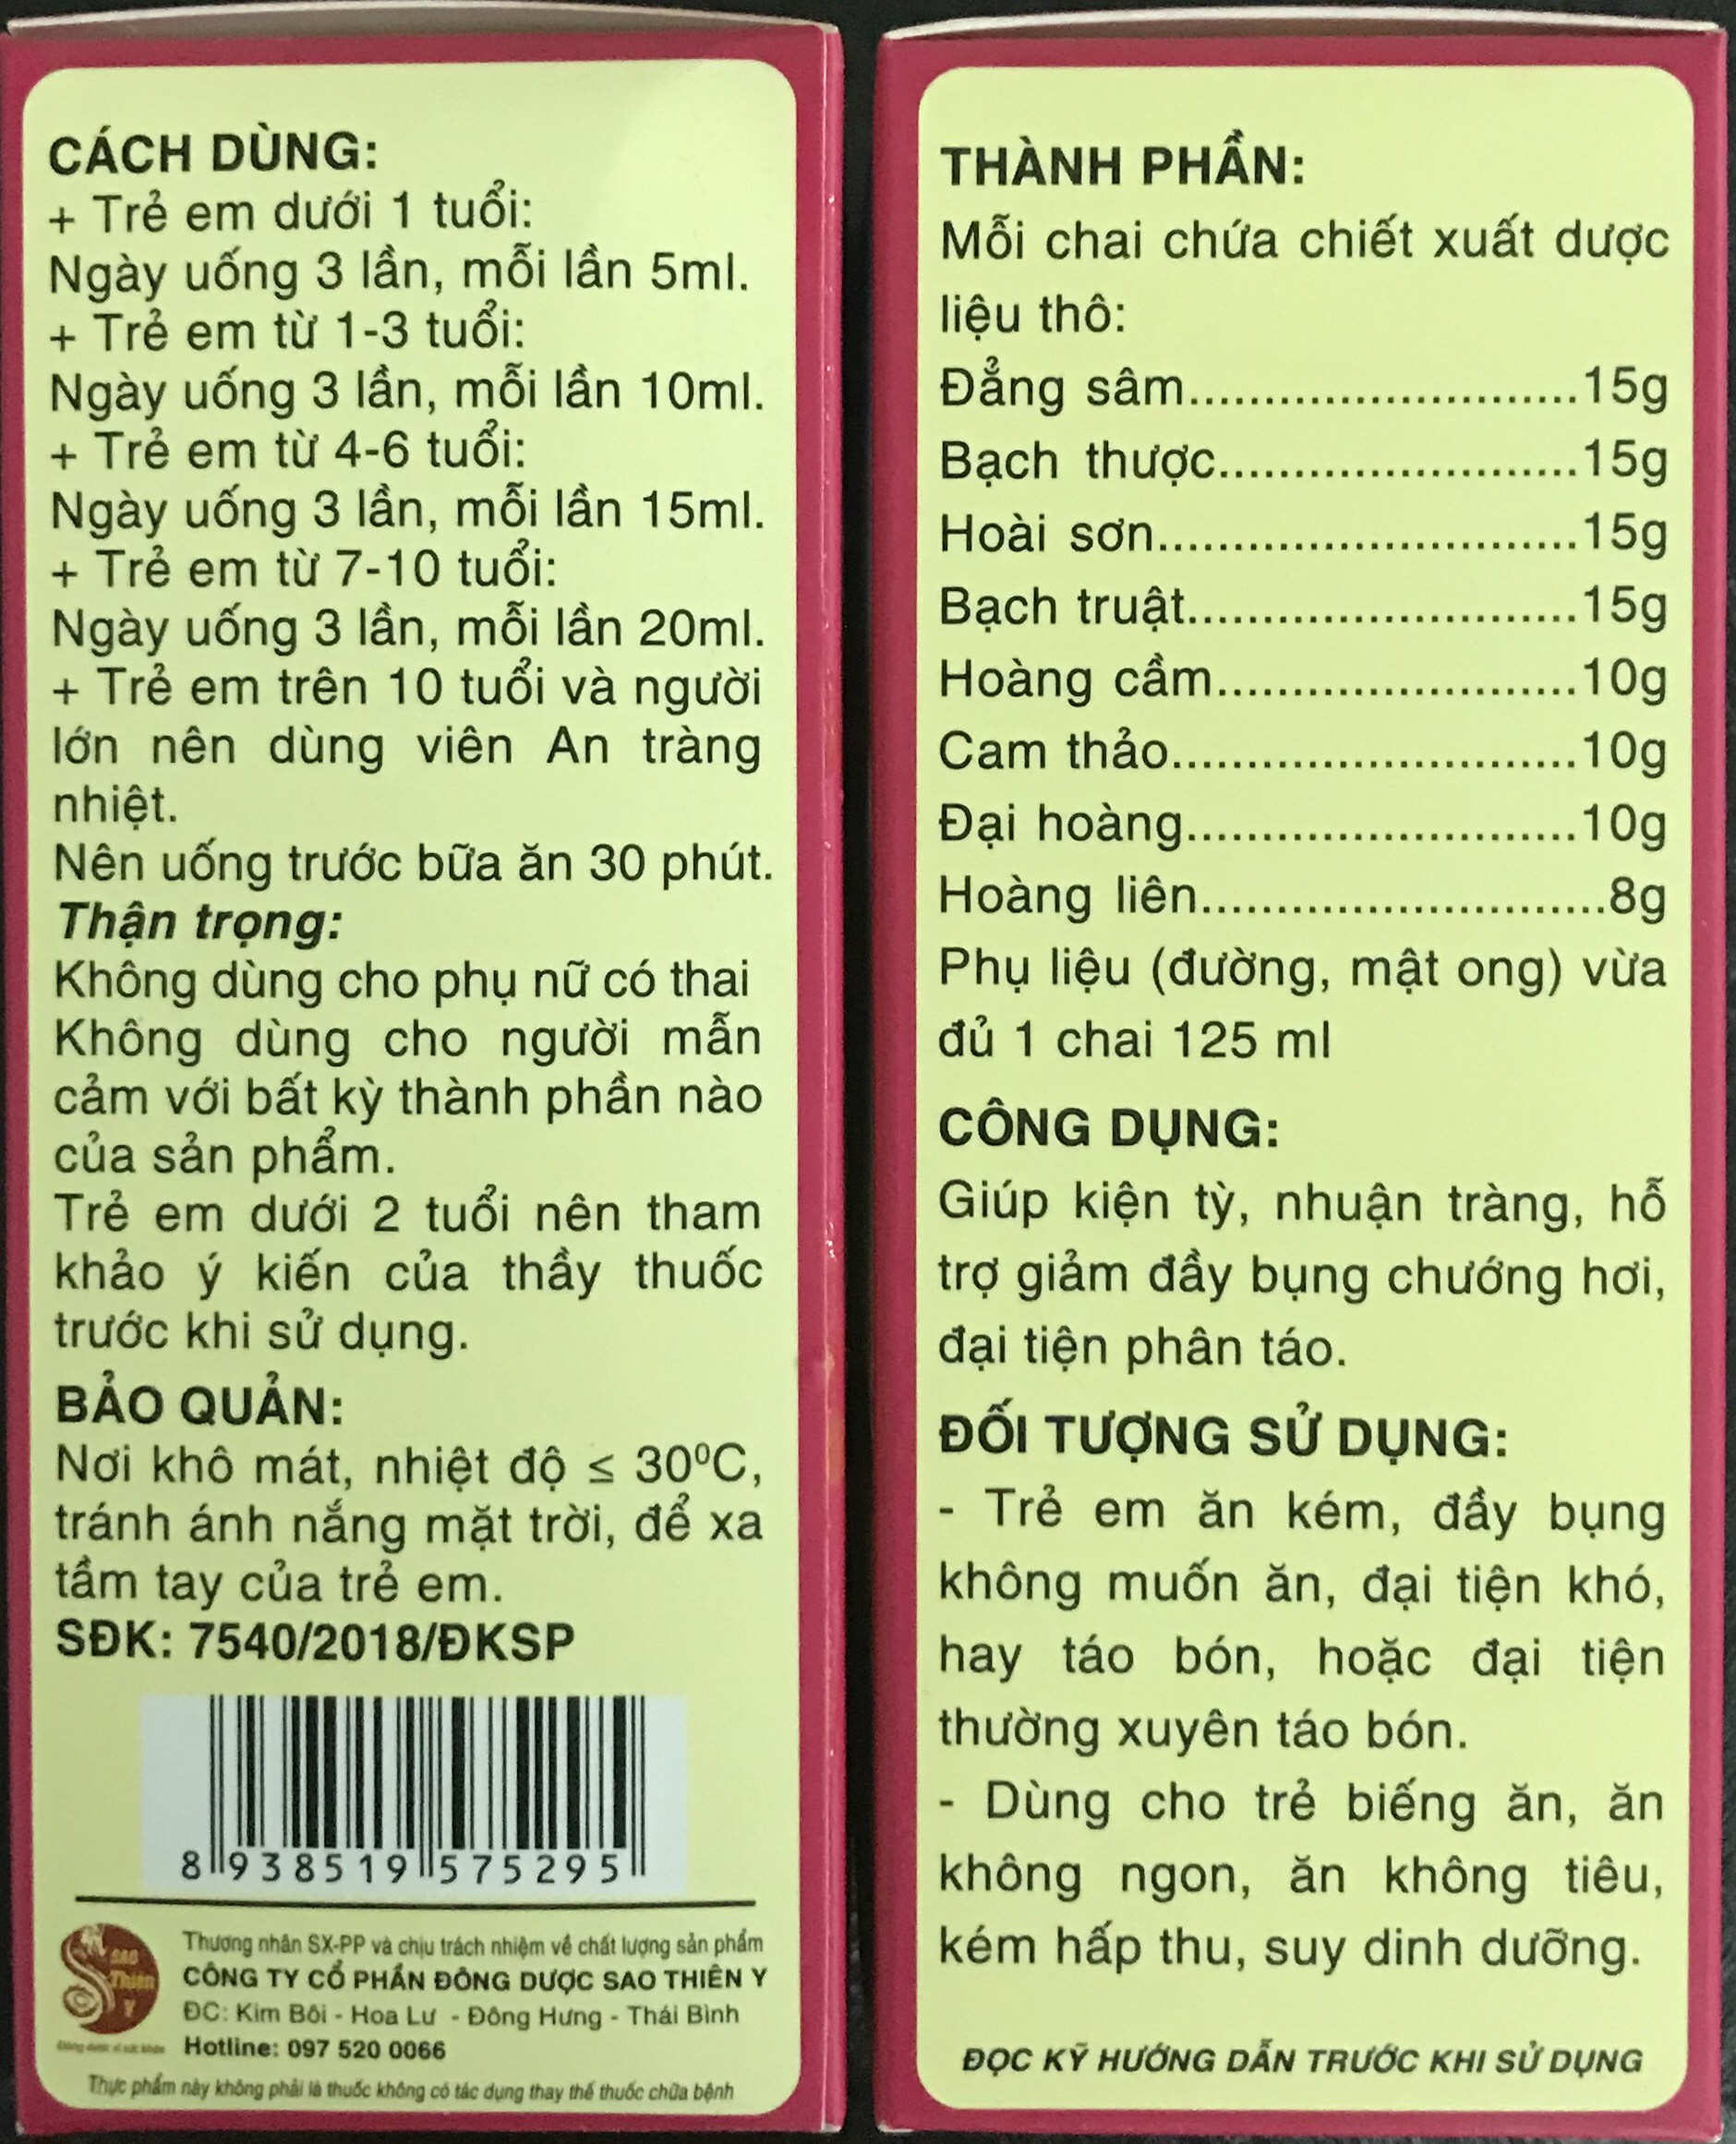 CÁCH DÙNG:
+ Trẻ em dưới 1 tuổi:
Ngày uống 3 lần, mỗi lần 5ml.
+ Trẻ em từ 1-3 tuổi:
Ngày uống 3 lần, mỗi lần 10ml.
+ Trẻ em từ 4-6 tuổi:
Ngày uống 3 lần, mỗi lần 15ml.
+ Trẻ em từ 7-10 tuổi:
Ngày uống 3 lần, mỗi lần 20ml.
+ Trẻ em trên 10 tuổi và người
lớn nên dùng viên An tràng
nhiệt.
Nên uống trước bữa ăn 30 phút.
Thận trọng:
Không dùng cho phụ nữ có thai
Không dùng cho người mẫn
cảm với bất kỳ thành phần nào
của sản phẩm.
Trẻ em dưới 2 tuổi nên tham
khảo ý kiến của thầy thuốc
trước khi sử dụng.
BẢO QUẢN:
Nơi khô mát, nhiệt độ ≤ 30⁰C,
tránh ánh nắng mặt trời, để xa
tầm tay của trẻ em.
SĐK: 7540/2018/ĐKSP
8 938519 575295
SAO
Thiên
Y
Thương nhân SX-PP và chịu trách nhiệm về chất lượng sản phẩm
CÔNG TY CỔ PHẦN ĐÔNG DƯỢC SAO THIÊN Y
ĐC: Kim Bôi - Hoa Lư - Đông Hưng - Thái Bình
Hotline: 097 520 0066
Thực phẩm này không phải là thuốc không có tác dụng thay thế thuốc chữa bệnh
THÀNH PHẦN:
Mỗi chai chứa chiết xuất dược
liệu thô:
Đẳng sâm..........................15g
Bạch thược........................15g
Hoài sơn............................15g
Bạch truật..........................15g
Hoàng cầm........................10g
Cam thảo...........................10g
Đại hoàng..........................10g
Hoàng liên...........................8g
Phụ liệu (đường, mật ong) vừa
đủ 1 chai 125 ml
CÔNG DỤNG:
Giúp kiện tỳ, nhuận tràng, hỗ
trợ giảm đầy bụng chướng hơi,
đại tiện phân táo.
ĐỐI TƯỢNG SỬ DỤNG:
- Trẻ em ăn kém, đầy bụng
không muốn ăn, đại tiện khó,
hay táo bón, hoặc đại tiện
thường xuyên táo bón.
- Dùng cho trẻ biếng ăn, ăn
không ngon, ăn không tiêu,
kém hấp thu, suy dinh dưỡng.
ĐỌC KỸ HƯỚNG DẪN TRƯỚC KHI SỬ DỤNG